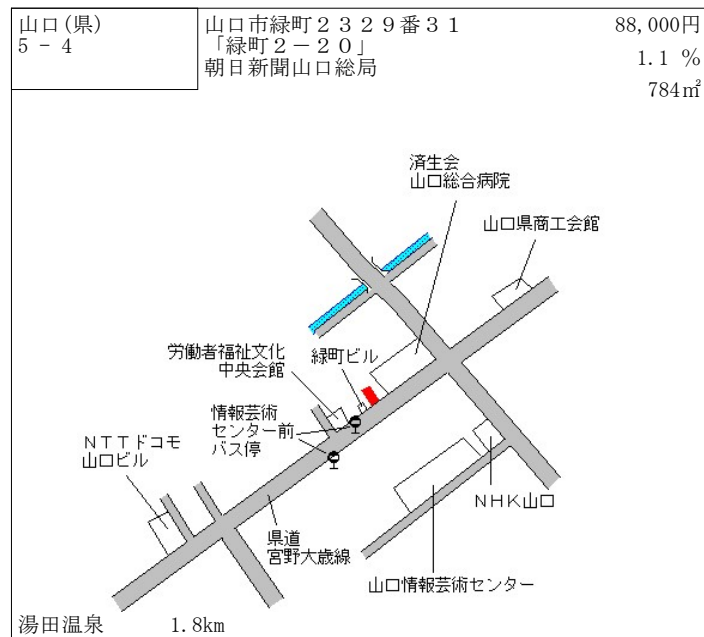 山口(県)
5 - 4
山口市緑町２３２９番３１
「緑町２－２０」
朝日新聞山口総局
88,000円
1.1 %
784㎡
済生会
山口総合病院
山口県商工会館
労働者福祉文化
中央会館
緑町ビル
情報芸術
センター前
バス停
ＮＴＴドコモ
山口ビル
ＮＨＫ山口
県道
宮野大歳線
山口情報芸術センター
湯田温泉 1.8km